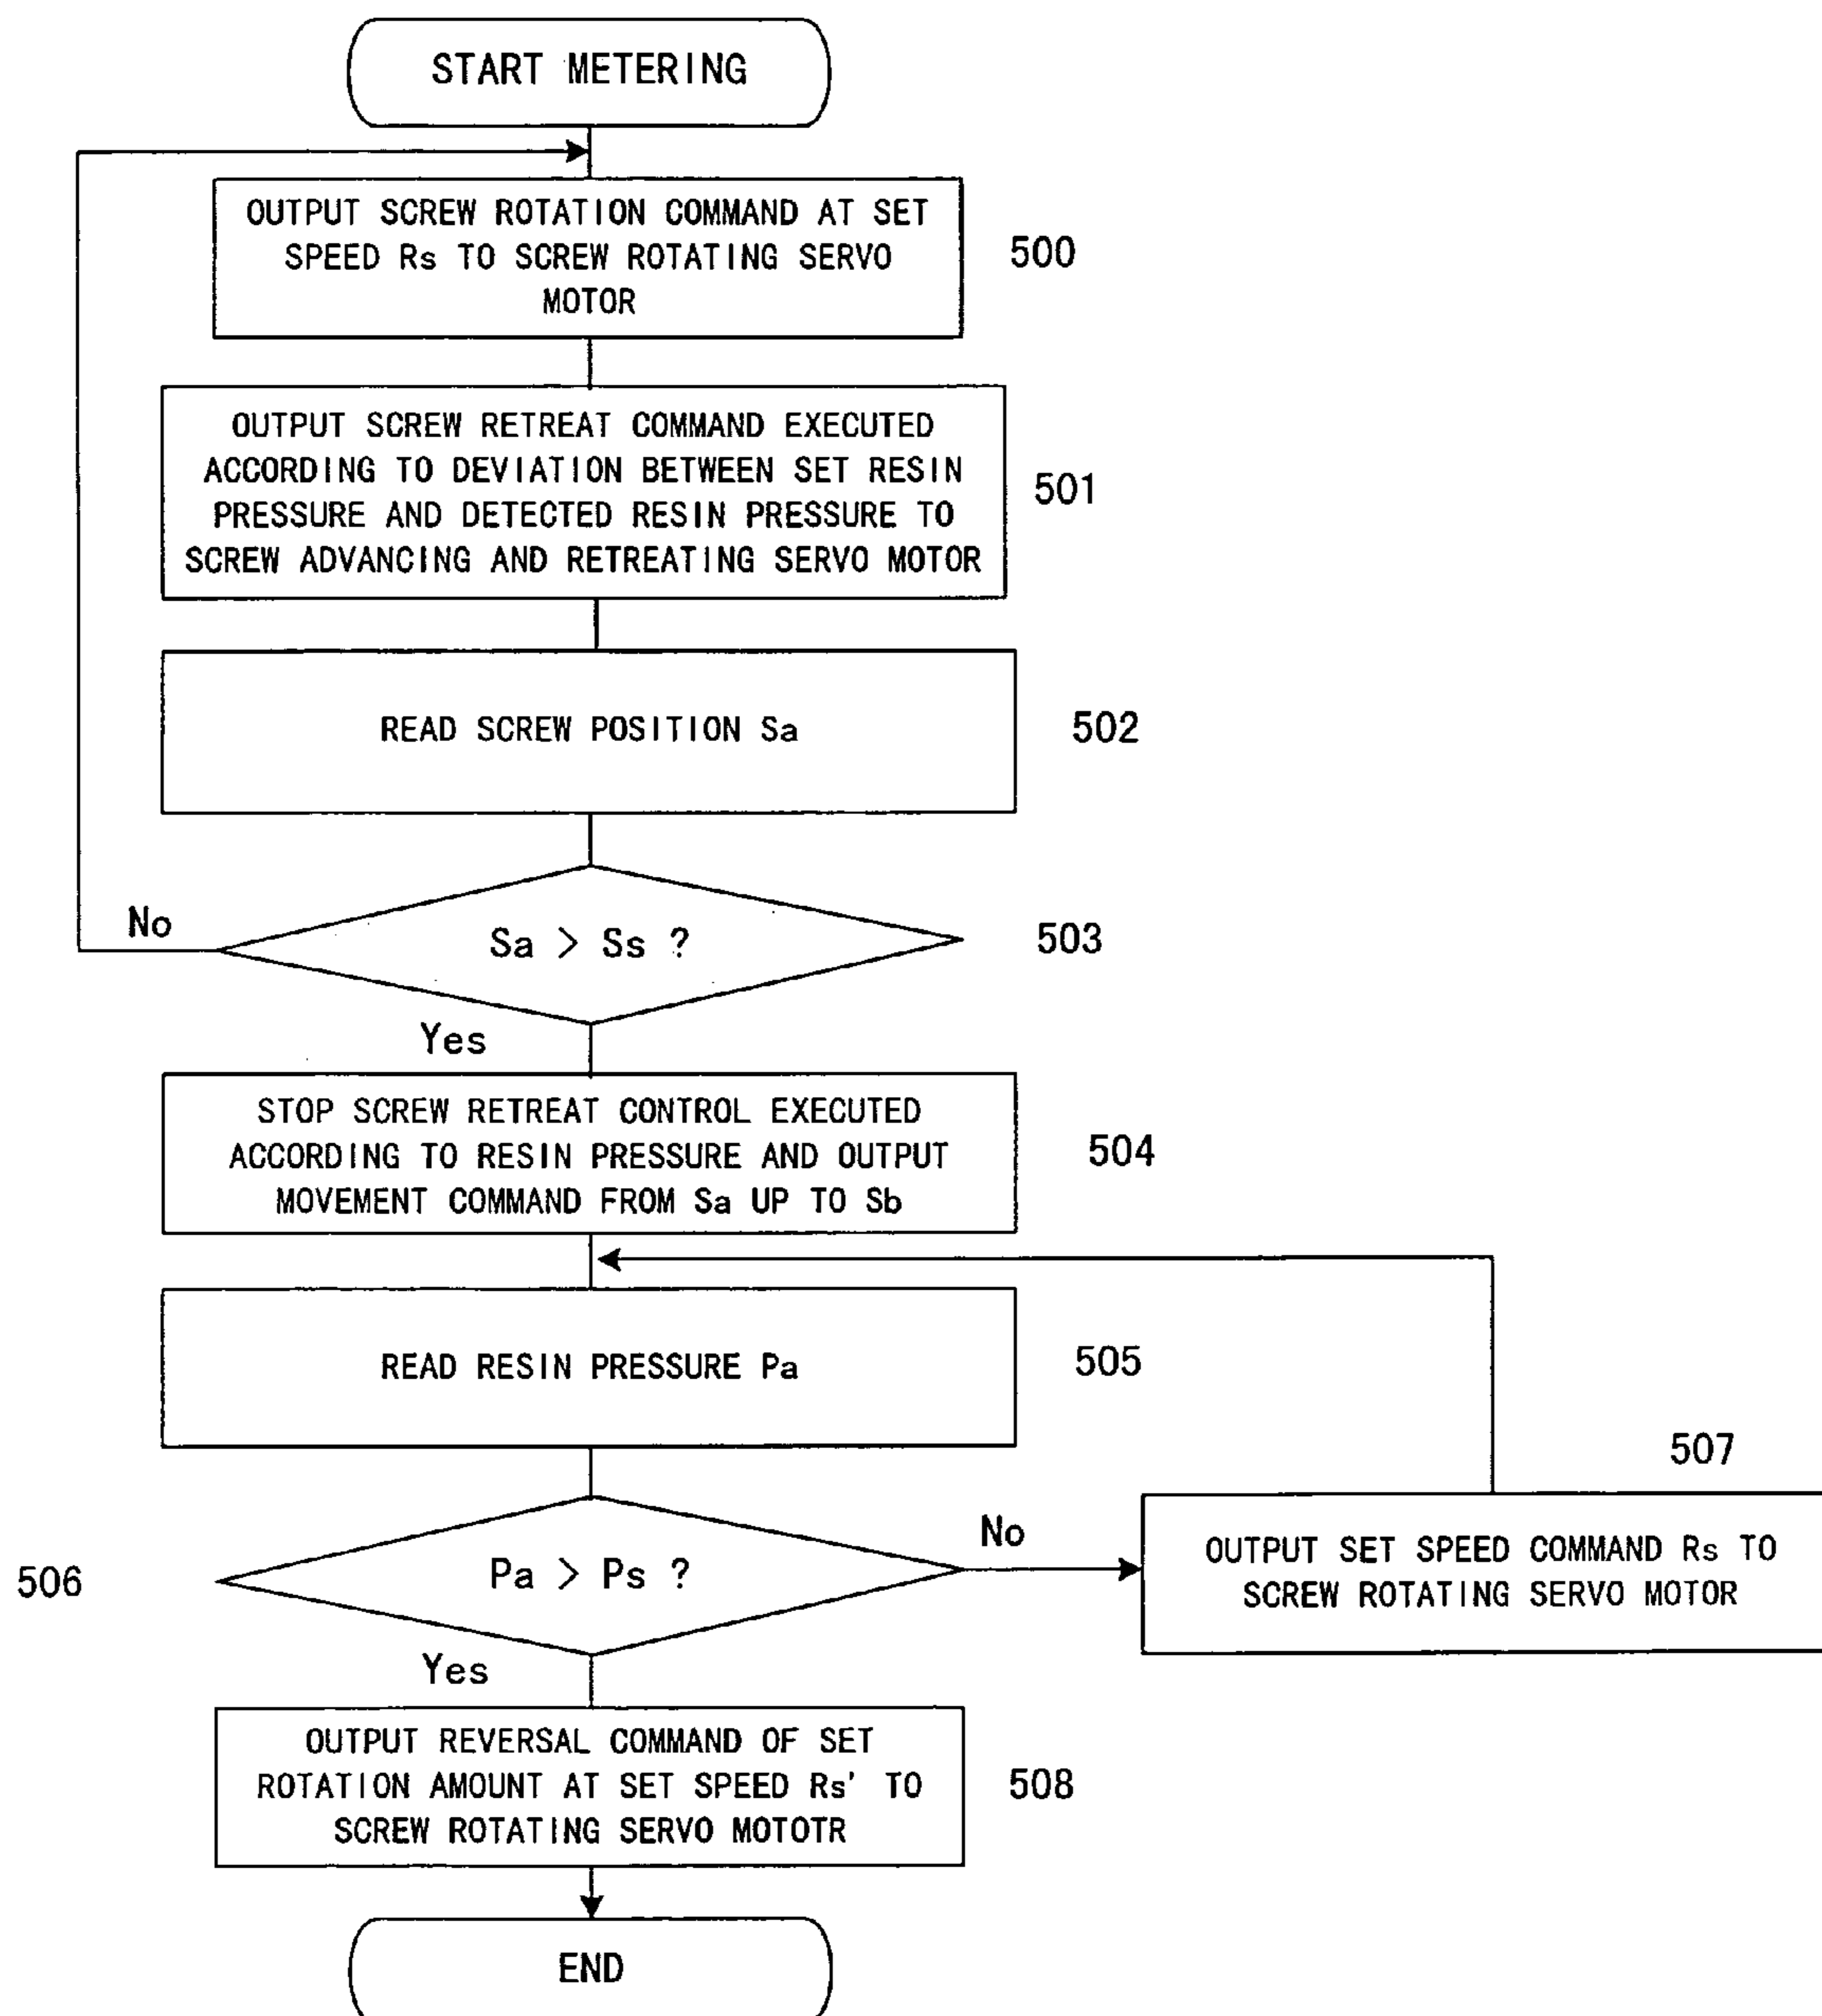 START METERING
OUTPUT SCREW ROTATION COMMAND AT SET
SPEED Rs TO SCREW ROTATING SERVO
MOTOR
500
OUTPUT SCREW RETREAT COMMAND EXECUTED
ACCORDING TO DEVIATION BETWEEN SET RESIN
PRESSURE AND DETECTED RESIN PRESSURE TO
SCREW ADVANCING AND RETREATING SERVO MOTOR
501
READ SCREW POSITION Sa
502
No
Sa > Ss ?
503
Yes
STOP SCREW RETREAT CONTROL EXECUTED
ACCORDING TO RESIN PRESSURE AND OUTPUT
MOVEMENT COMMAND FROM Sa UP TO Sb
504
READ RESIN PRESSURE Pa
505
506
Pa > Ps ?
No
507
OUTPUT SET SPEED COMMAND Rs TO
SCREW ROTATING SERVO MOTOR
Yes
OUTPUT REVERSAL COMMAND OF SET
ROTATION AMOUNT AT SET SPEED Rs' TO
SCREW ROTATING SERVO MOTOTR
508
END